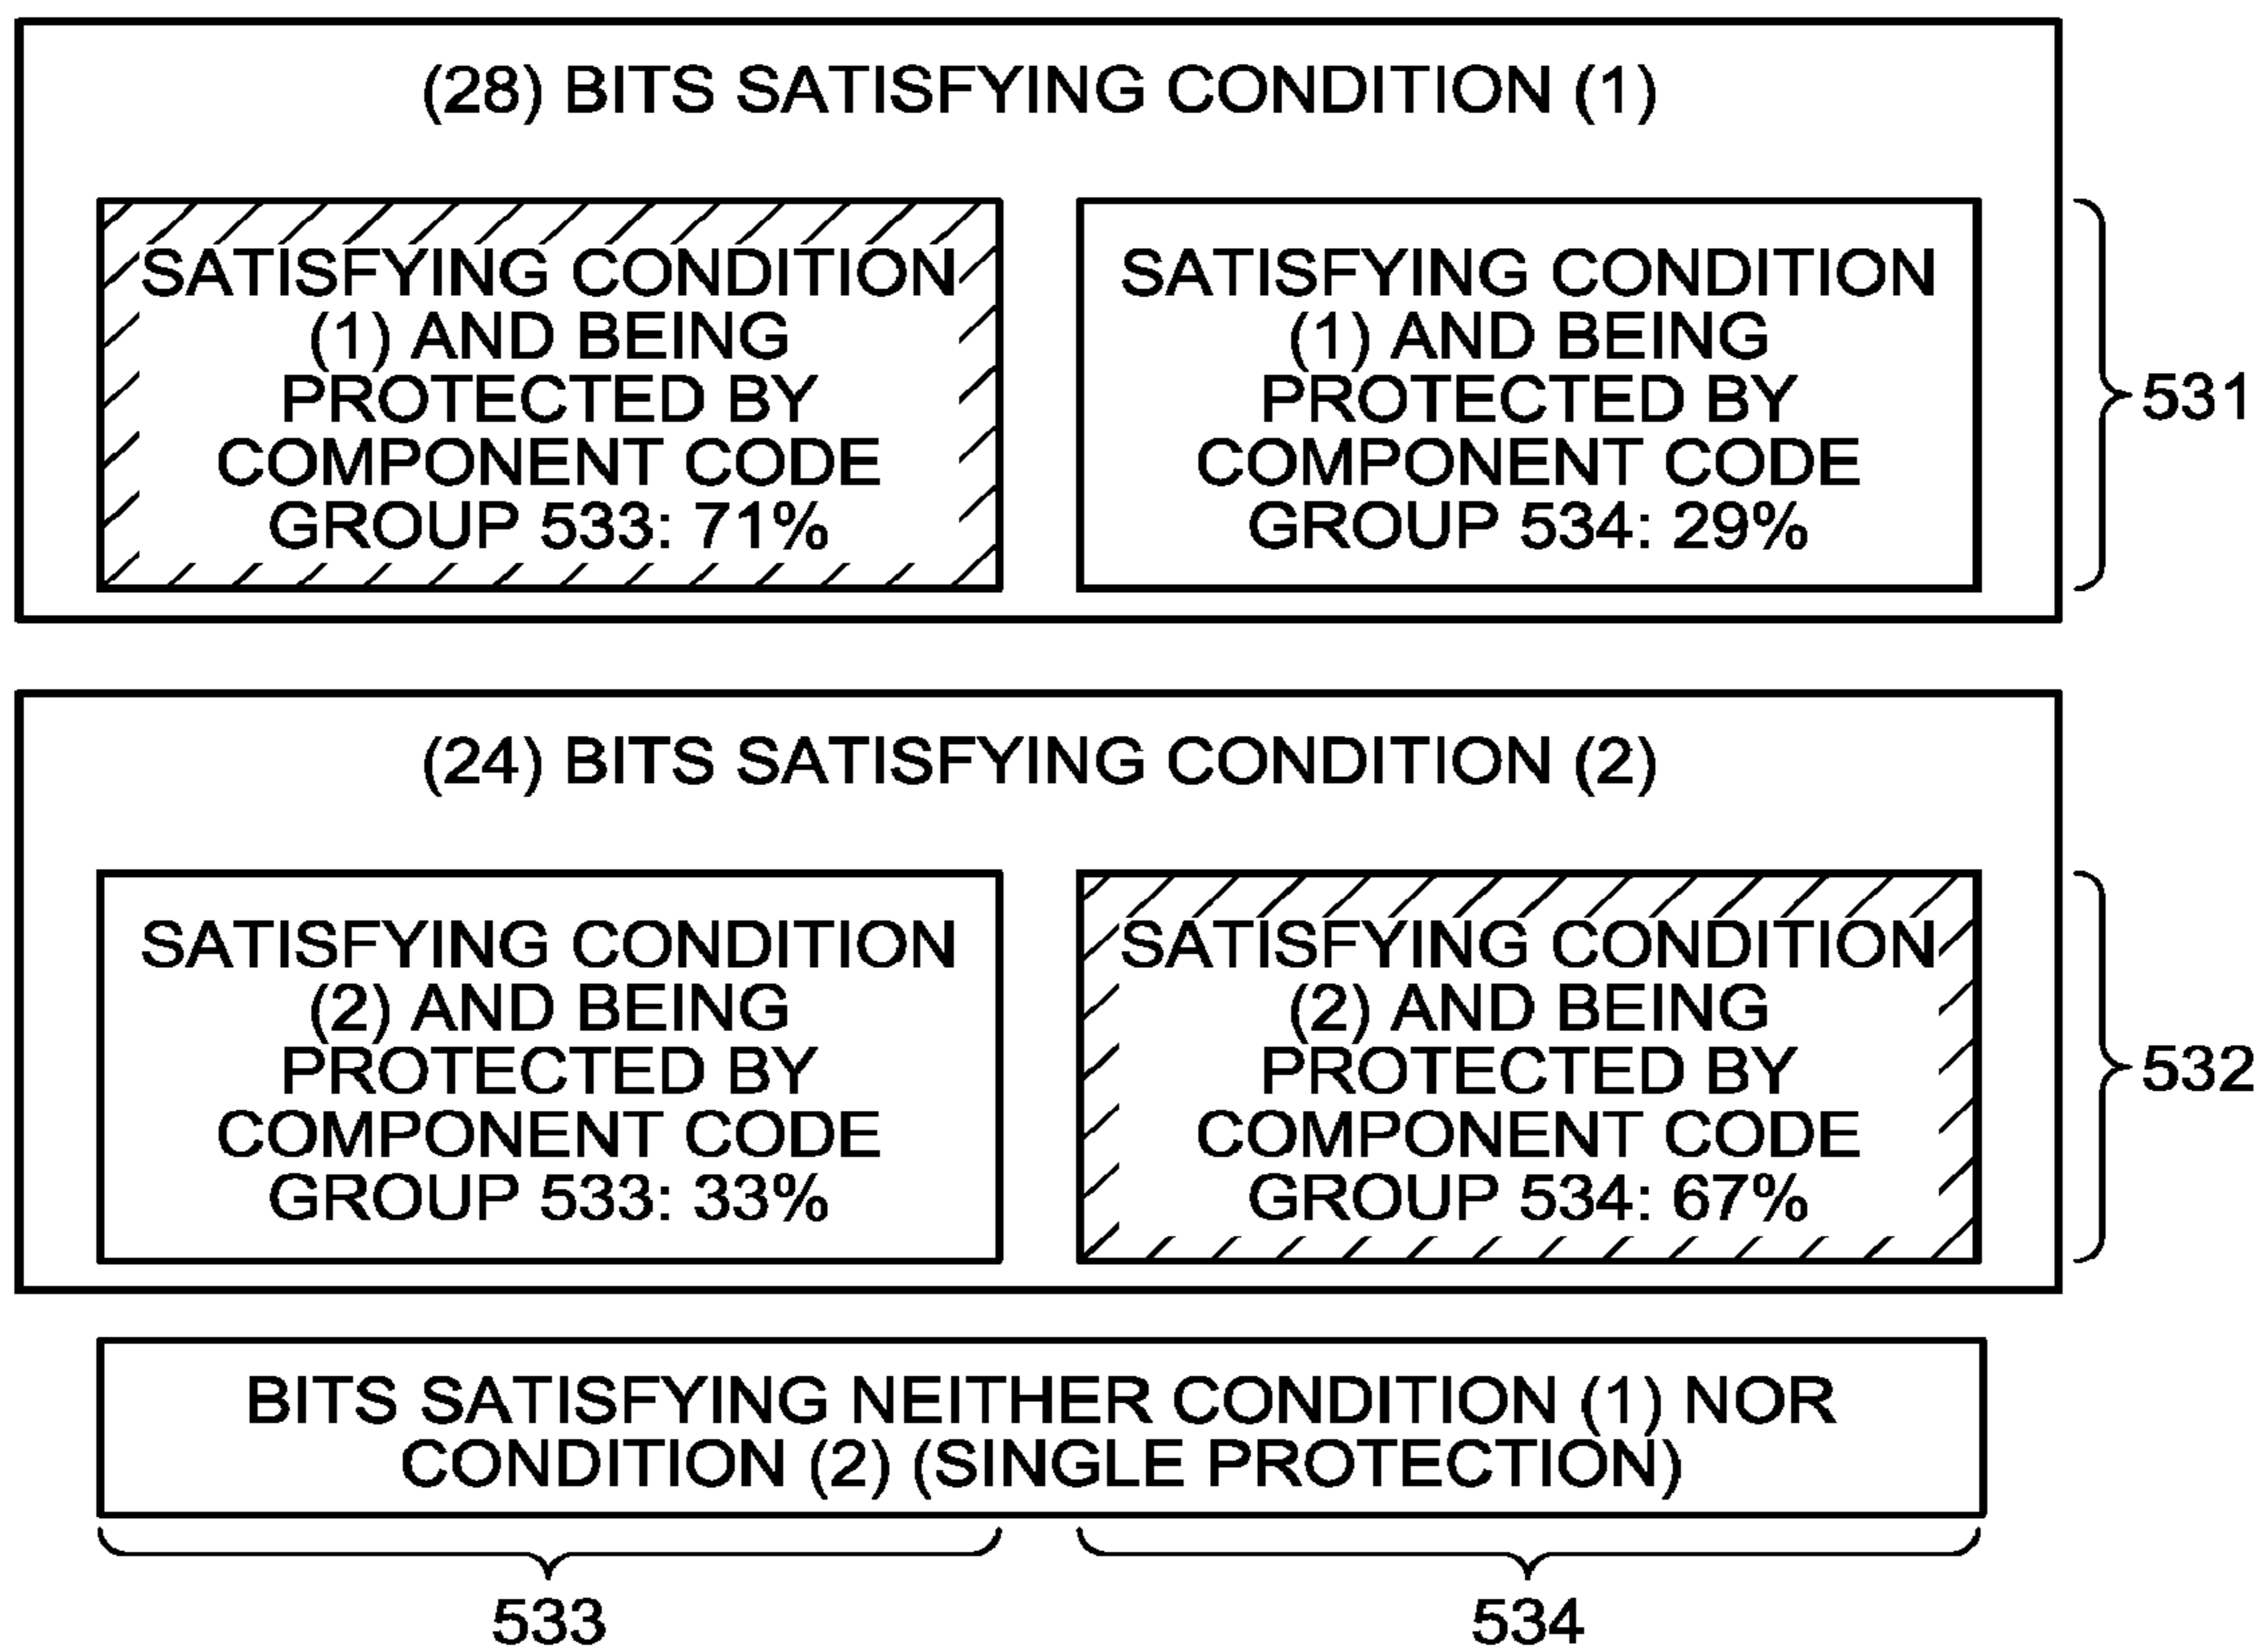 (28) BITS SATISFYING CONDITION (1)
SATISFYING CONDITION
(1) AND BEING
PROTECTED BY
COMPONENT CODE
GROUP 533: 71%
SATISFYING CONDITION
(1) AND BEING
PROTECTED BY
COMPONENT CODE
GROUP 534: 29%
531
(24) BITS SATISFYING CONDITION (2)
SATISFYING CONDITION
(2) AND BEING
PROTECTED BY
COMPONENT CODE
GROUP 533: 33%
SATISFYING CONDITION
(2) AND BEING
PROTECTED BY
COMPONENT CODE
GROUP 534: 67%
532
BITS SATISFYING NEITHER CONDITION (1) NOR
CONDITION (2) (SINGLE PROTECTION)
533
534